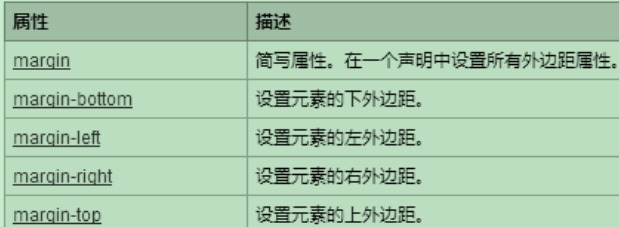 属性 描述
margin 简写属性。在一个声明中设置所有外边距属性。
margin-bottom 设置元素的下外边距。
margin-left 设置元素的左外边距。
margin-right 设置元素的右外边距。
margin-top 设置元素的上外边距。